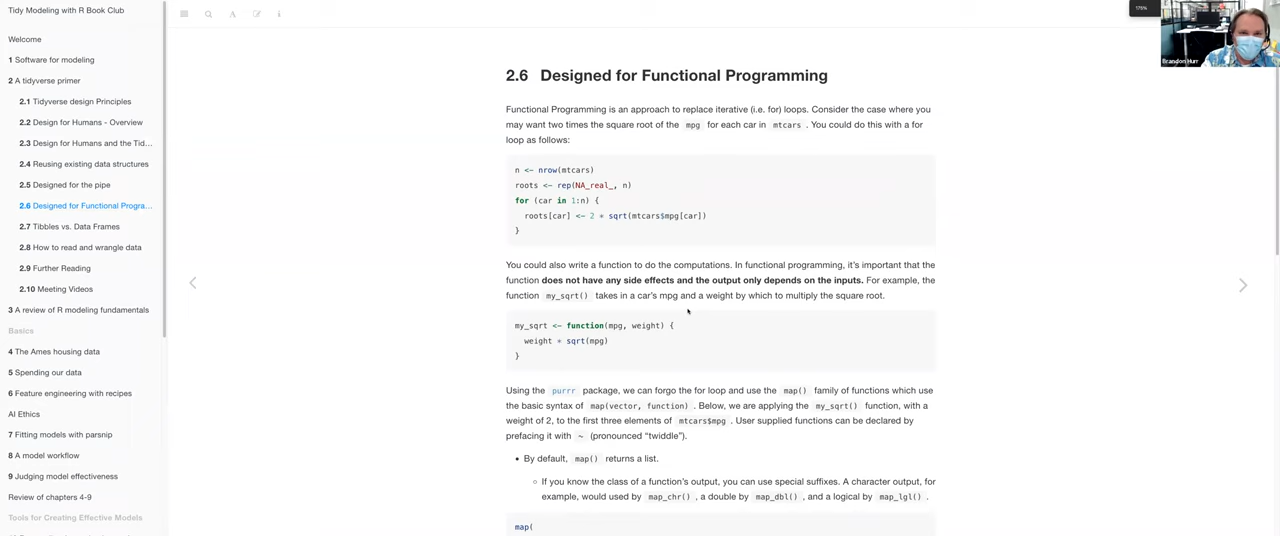 Tidy Modeling with R Book Club
Welcome
1 Software for modeling
2 A tidyverse primer
2.1 Tidyverse design Principles
2.2 Design for Humans - Overview
2.3 Design for Humans and the Tid...
2.4 Reusing existing data structures
2.5 Designed for the pipe
2.6 Designed for Functional Progra...
2.7 Tibbles vs. Data Frames
2.8 How to read and wrangle data
2.9 Further Reading
2.10 Meeting Videos
3 A review of R modeling fundamentals
Basics
4 The Ames housing data
5 Spending our data
6 Feature engineering with recipes
AI Ethics
7 Fitting models with parsnip
8 A model workflow
9 Judging model effectiveness
Review of chapters 4-9
Tools for Creating Effective Models
2.6 Designed for Functional Programming
Functional Programming is an approach to replace iterative (i.e. for) loops. Consider the case where you
may want two times the square root of the mpg for each car in mtcars. You could do this with a for
loop as follows:
n <- nrow(mtcars)
roots <- rep(NA_real_, n)
for (car in 1:n) {
  roots[car] <- 2 * sqrt(mtcars$mpg[car])
}
You could also write a function to do the computations. In functional programming, it's important that the
function does not have any side effects and the output only depends on the inputs. For example, the
function my_sqrt() takes in a car's mpg and a weight by which to multiply the square root.
my_sqrt <- function(mpg, weight) {
  weight * sqrt(mpg)
}
Using the purrr package, we can forgo the for loop and use the map() family of functions which use
the basic syntax of map(vector, function). Below, we are applying the my_sqrt() function, with a
weight of 2, to the first three elements of mtcars$mpg. User supplied functions can be declared by
prefacing it with ~ (pronounced "twiddle").
• By default, map() returns a list.
○ If you know the class of a function's output, you can use special suffixes. A character output, for
example, would used by map_chr(), a double by map_dbl(), and a logical by map_lgl().
map(
Brandon Hurr